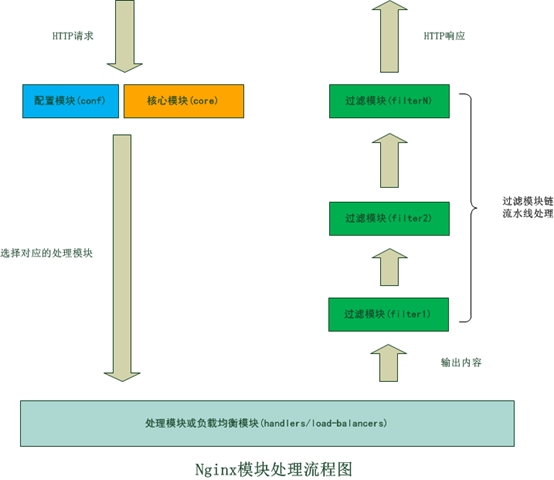 HTTP请求
HTTP响应
配置模块(conf)
核心模块(core)
过滤模块(filterN)
过滤模块链
流水线处理
过滤模块(filter2)
选择对应的处理模块
过滤模块(filter1)
输出内容
处理模块或负载均衡模块(handlers/load-balancers)
Nginx模块处理流程图